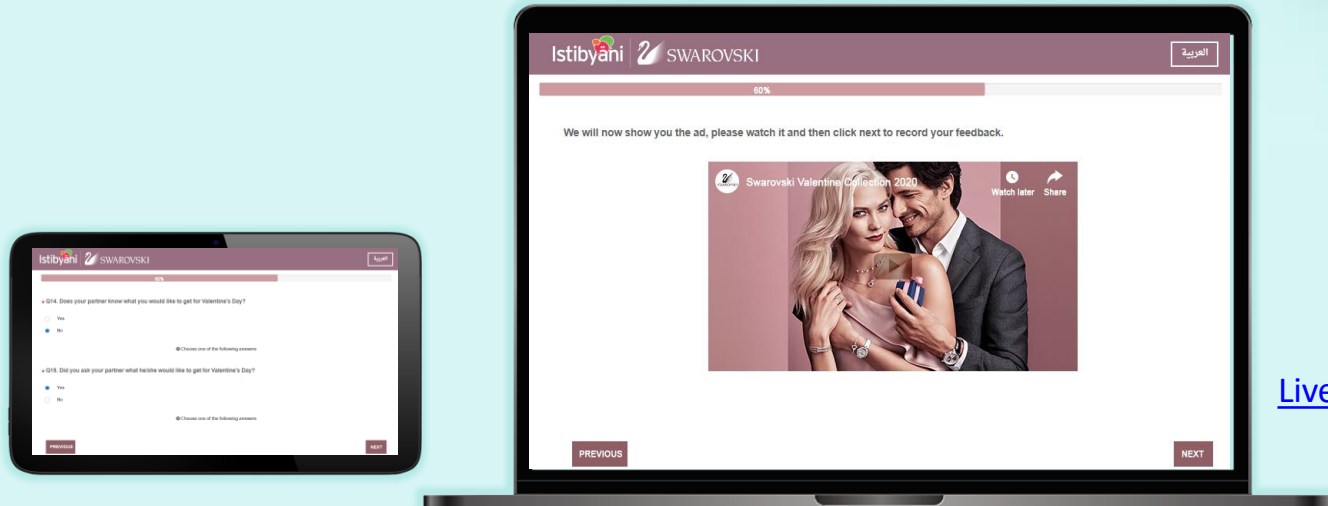 Istibyani SWAROVSKI
العربية
Q14. Does your partner know what you would like to get for Valentine's Day?
Yes
No
Choose one of the following answers
Q15. Did you ask your partner what he/she would like to get for Valentine's Day?
Yes
No
Choose one of the following answers
PREVIOUS
NEXT
Istibyani SWAROVSKI
العربية
60%
We will now show you the ad, please watch it and then click next to record your feedback.
Swarovski Valentine Collection 2020
Watch later Share
PREVIOUS
NEXT
Live